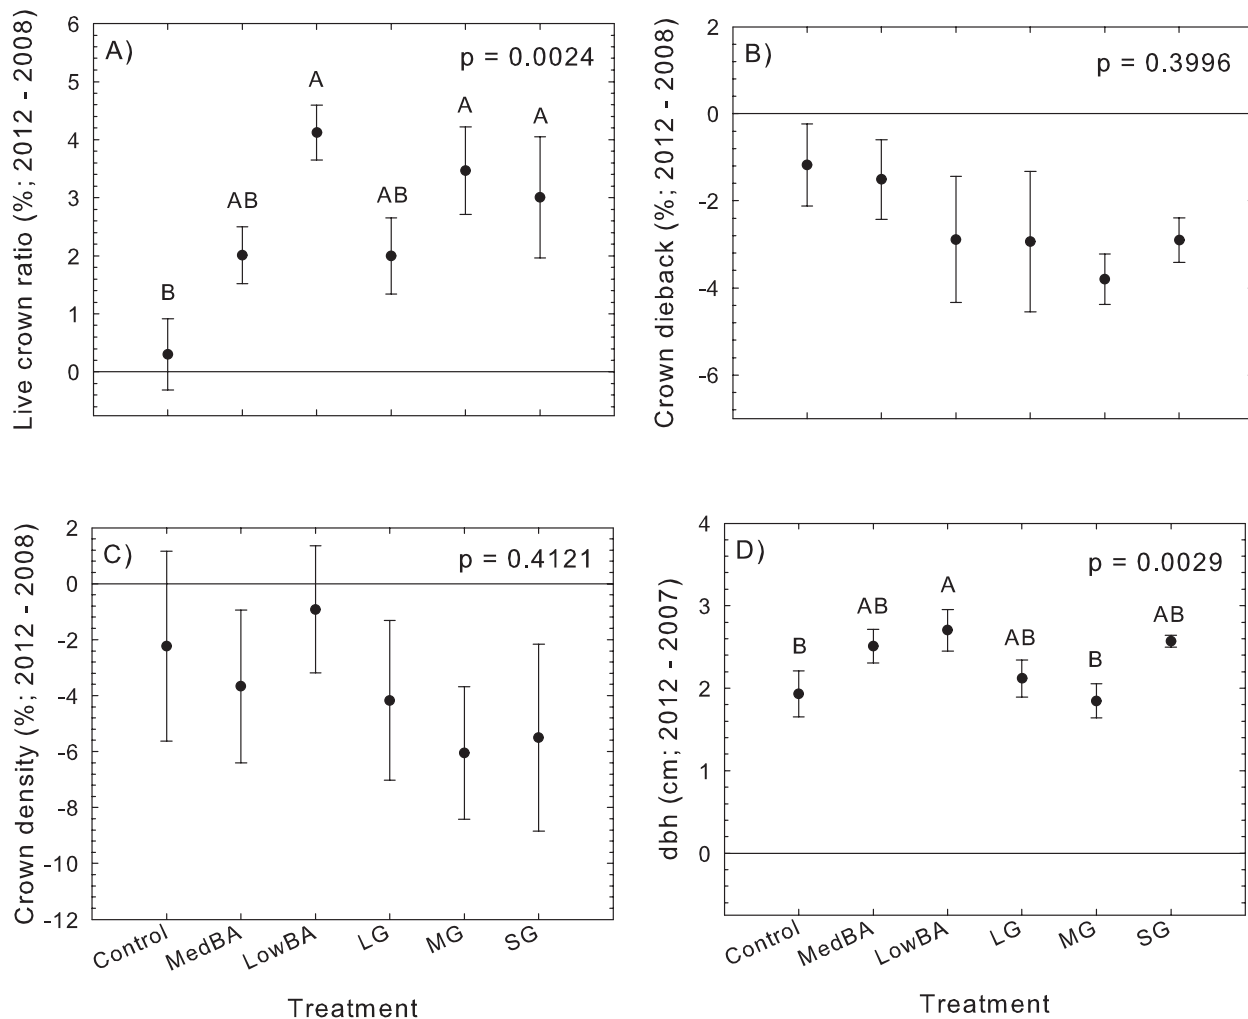 Live crown ratio (%; 2012 - 2008)
6
5
4
3
2
1
0
A)
p = 0.0024
B
AB
A
AB
A
A
Crown dieback (%; 2012 - 2008)
2
0
-2
-4
-6
B)
p = 0.3996
Crown density (%; 2012 - 2008)
2
0
-2
-4
-6
-8
-10
-12
C)
p = 0.4121
Control
MedBA
LowBA
LG
MG
SG
Treatment
dbh (cm; 2012 - 2007)
4
3
2
1
0
D)
p = 0.0029
B
AB
A
AB
B
AB
Control
MedBA
LowBA
LG
MG
SG
Treatment